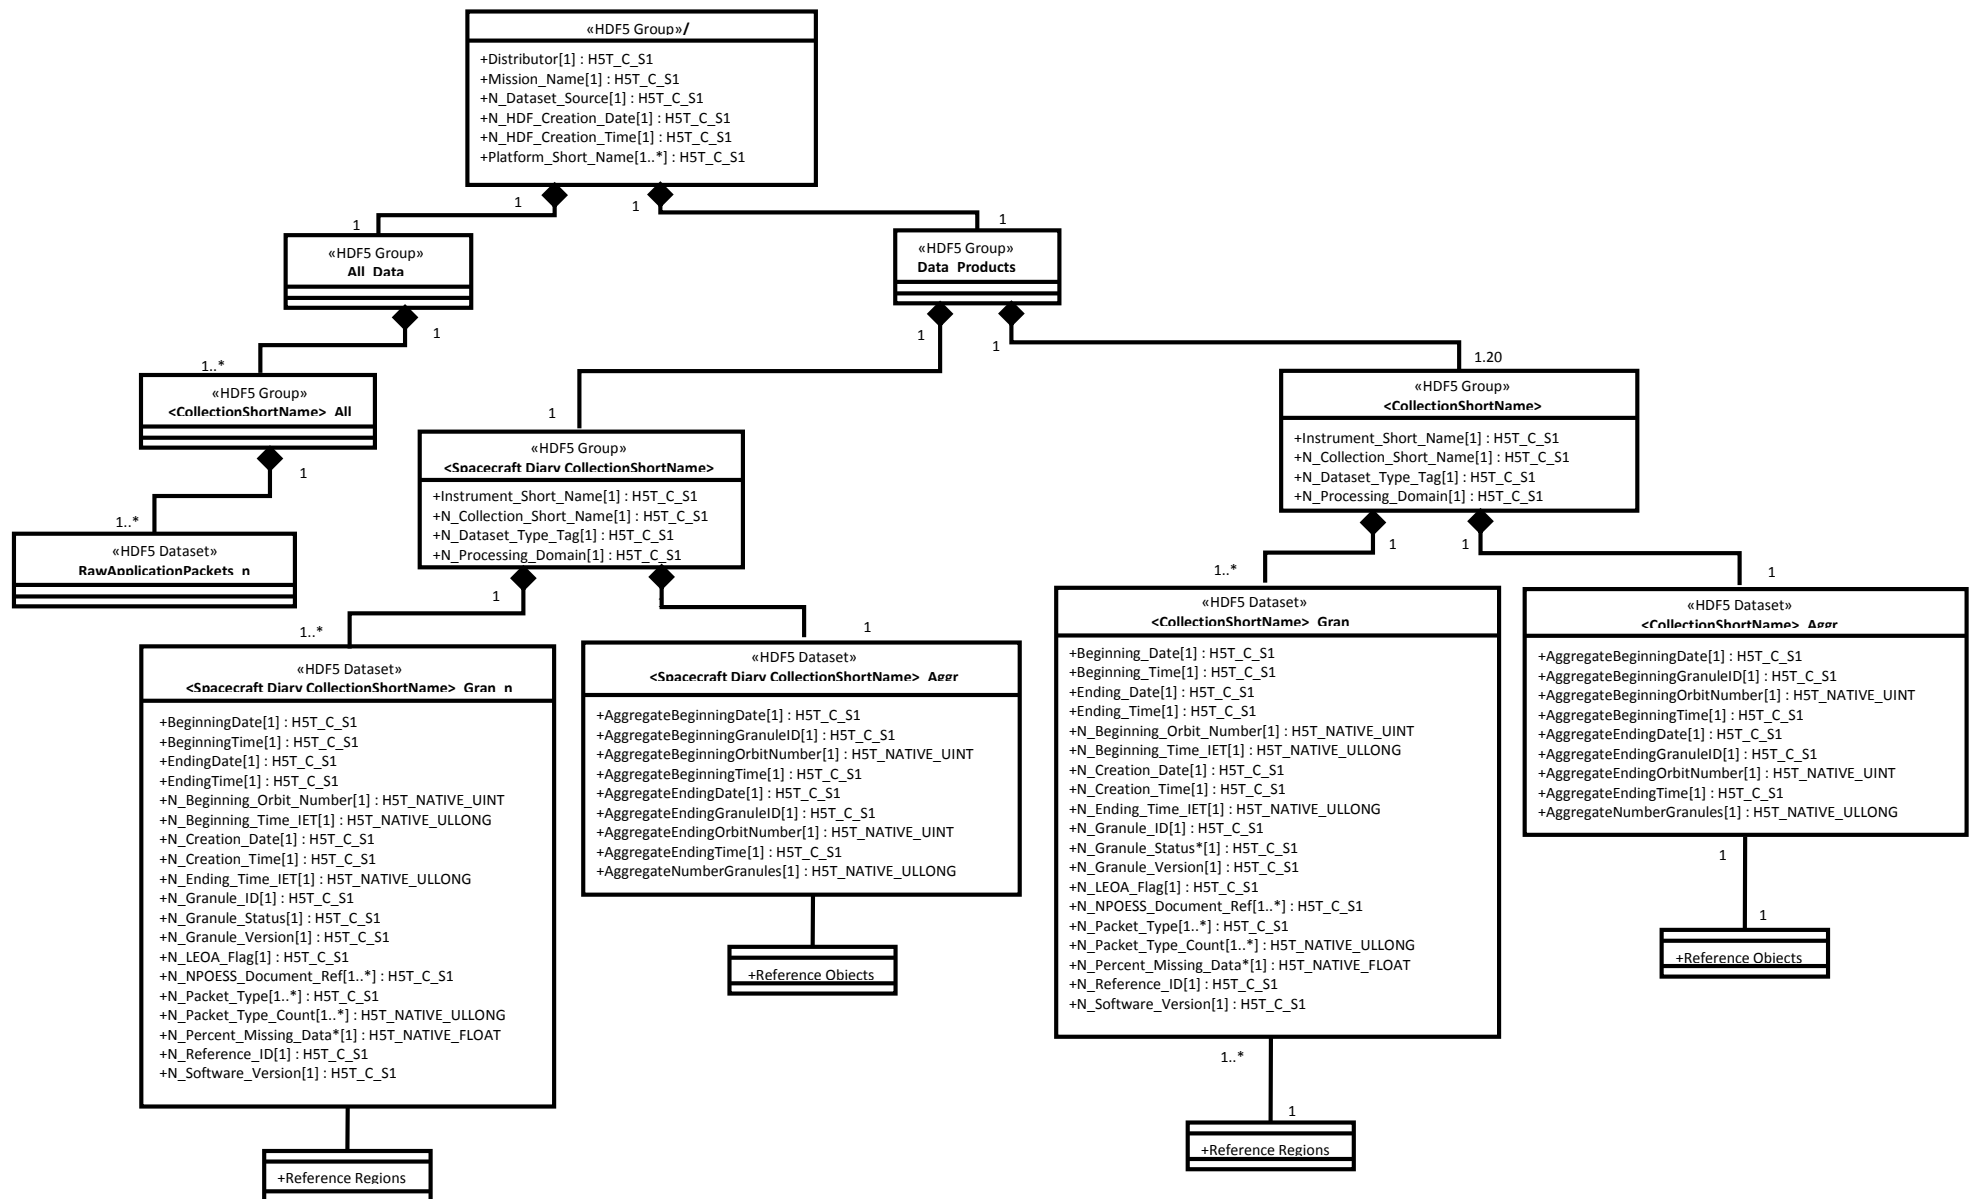 «HDF5 Group»/
+Distributor[1] : H5T_C_S1
+Mission_Name[1] : H5T_C_S1
+N_Dataset_Source[1] : H5T_C_S1
+N_HDF_Creation_Date[1] : H5T_C_S1
+N_HDF_Creation_Time[1] : H5T_C_S1
+Platform_Short_Name[1..*] : H5T_C_S1
1
1
1
1
«HDF5 Group»
All_Data
«HDF5 Group»
Data_Products
1
1
1
1..*
1.20
«HDF5 Group»
<CollectionShortName>_All
1
1
«HDF5 Group»
<Spacecraft Diary CollectionShortName>
+Instrument_Short_Name[1] : H5T_C_S1
+N_Collection_Short_Name[1] : H5T_C_S1
+N_Dataset_Type_Tag[1] : H5T_C_S1
+N_Processing_Domain[1] : H5T_C_S1
«HDF5 Group»
<CollectionShortName>
+Instrument_Short_Name[1] : H5T_C_S1
+N_Collection_Short_Name[1] : H5T_C_S1
+N_Dataset_Type_Tag[1] : H5T_C_S1
+N_Processing_Domain[1] : H5T_C_S1
1..*
«HDF5 Dataset»
RawApplicationPackets_n
1
1..*
1
1
1
1..*
1
«HDF5 Dataset»
<Spacecraft Diary CollectionShortName>_Gran_n
+BeginningDate[1] : H5T_C_S1
+BeginningTime[1] : H5T_C_S1
+EndingDate[1] : H5T_C_S1
+EndingTime[1] : H5T_C_S1
+N_Beginning_Orbit_Number[1] : H5T_NATIVE_UINT
+N_Beginning_Time_IET[1] : H5T_NATIVE_ULLONG
+N_Creation_Date[1] : H5T_C_S1
+N_Creation_Time[1] : H5T_C_S1
+N_Ending_Time_IET[1] : H5T_NATIVE_ULLONG
+N_Granule_ID[1] : H5T_C_S1
+N_Granule_Status[1] : H5T_C_S1
+N_Granule_Version[1] : H5T_C_S1
+N_LEOA_Flag[1] : H5T_C_S1
+N_NPOESS_Document_Ref[1..*] : H5T_C_S1
+N_Packet_Type[1..*] : H5T_C_S1
+N_Packet_Type_Count[1..*] : H5T_NATIVE_ULLONG
+N_Percent_Missing_Data*[1] : H5T_NATIVE_FLOAT
+N_Reference_ID[1] : H5T_C_S1
+N_Software_Version[1] : H5T_C_S1
+Reference Regions
«HDF5 Dataset»
<Spacecraft Diary CollectionShortName>_Aggr
+AggregateBeginningDate[1] : H5T_C_S1
+AggregateBeginningGranuleID[1] : H5T_C_S1
+AggregateBeginningOrbitNumber[1] : H5T_NATIVE_UINT
+AggregateBeginningTime[1] : H5T_C_S1
+AggregateEndingDate[1] : H5T_C_S1
+AggregateEndingGranuleID[1] : H5T_C_S1
+AggregateEndingOrbitNumber[1] : H5T_NATIVE_UINT
+AggregateEndingTime[1] : H5T_C_S1
+AggregateNumberGranules[1] : H5T_NATIVE_ULLONG
+Reference Objects
«HDF5 Dataset»
<CollectionShortName>_Gran
+Beginning_Date[1] : H5T_C_S1
+Beginning_Time[1] : H5T_C_S1
+Ending_Date[1] : H5T_C_S1
+Ending_Time[1] : H5T_C_S1
+N_Beginning_Orbit_Number[1] : H5T_NATIVE_UINT
+N_Beginning_Time_IET[1] : H5T_NATIVE_ULLONG
+N_Creation_Date[1] : H5T_C_S1
+N_Creation_Time[1] : H5T_C_S1
+N_Ending_Time_IET[1] : H5T_NATIVE_ULLONG
+N_Granule_ID[1] : H5T_C_S1
+N_Granule_Status*[1] : H5T_C_S1
+N_Granule_Version[1] : H5T_C_S1
+N_LEOA_Flag[1] : H5T_C_S1
+N_NPOESS_Document_Ref[1..*] : H5T_C_S1
+N_Packet_Type[1..*] : H5T_C_S1
+N_Packet_Type_Count[1..*] : H5T_NATIVE_ULLONG
+N_Percent_Missing_Data*[1] : H5T_NATIVE_FLOAT
+N_Reference_ID[1] : H5T_C_S1
+N_Software_Version[1] : H5T_C_S1
1..*
1
+Reference Regions
«HDF5 Dataset»
<CollectionShortName>_Aggr
+AggregateBeginningDate[1] : H5T_C_S1
+AggregateBeginningGranuleID[1] : H5T_C_S1
+AggregateBeginningOrbitNumber[1] : H5T_NATIVE_UINT
+AggregateBeginningTime[1] : H5T_C_S1
+AggregateEndingDate[1] : H5T_C_S1
+AggregateEndingGranuleID[1] : H5T_C_S1
+AggregateEndingOrbitNumber[1] : H5T_NATIVE_UINT
+AggregateEndingTime[1] : H5T_C_S1
+AggregateNumberGranules[1] : H5T_NATIVE_ULLONG
1
1
+Reference Objects